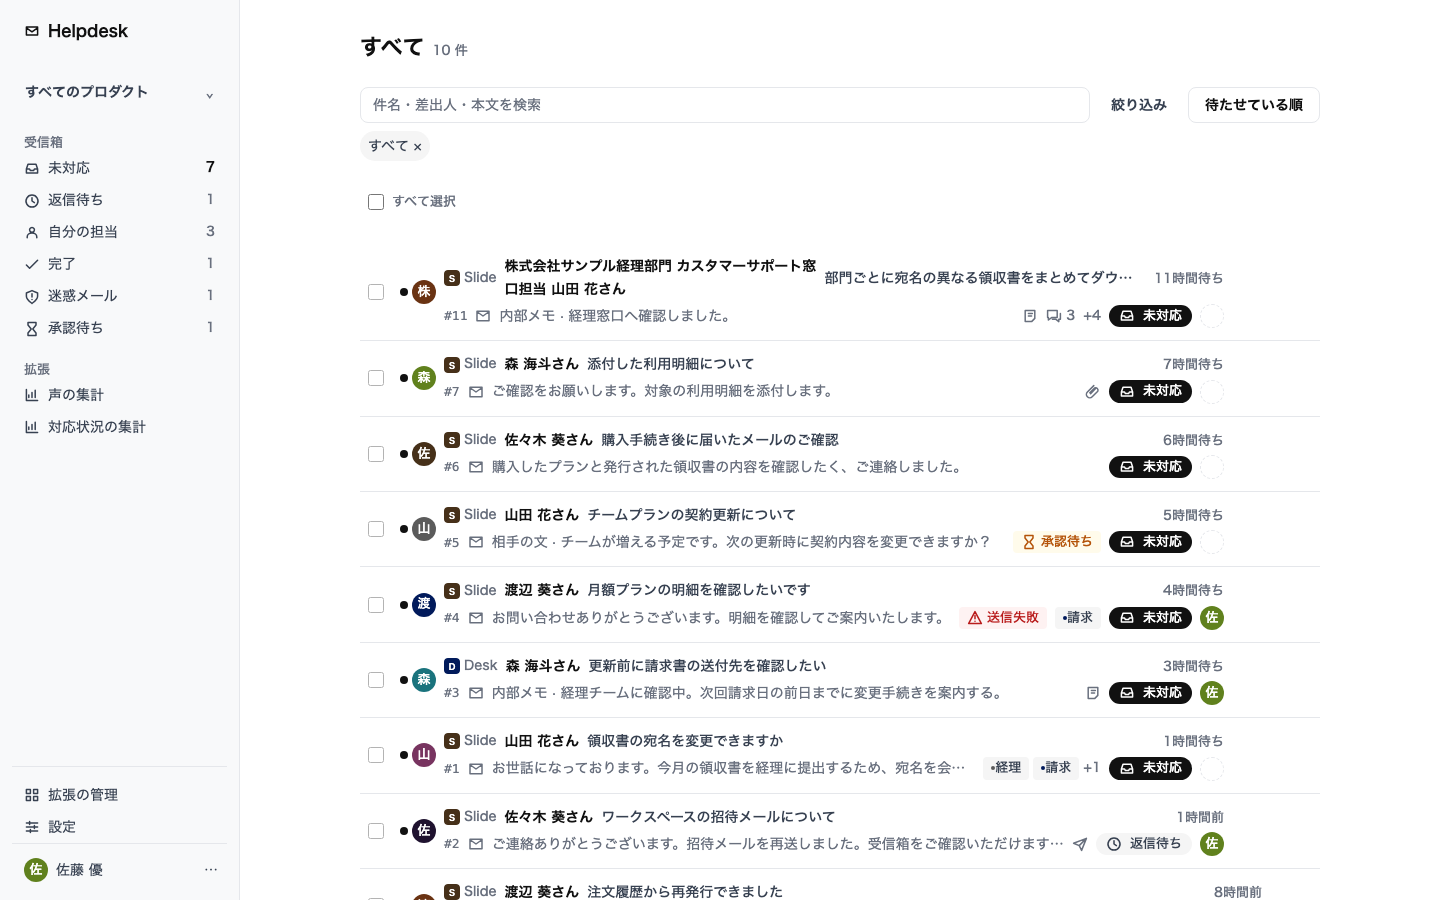 Helpdesk
すべてのプロダクト
受信箱
未対応 7
返信待ち 1
自分の担当 3
完了 1
迷惑メール 1
承認待ち 1
拡張
声の集計
対応状況の集計
拡張の管理
設定
佐 佐藤 優 ···
すべて 10 件
件名・差出人・本文を検索 絞り込み 待たせている順
すべて ×
すべて選択
株 S Slide 株式会社サンプル経理部門 カスタマーサポート窓口担当 山田 花さん 部門ごとに宛名の異なる領収書をまとめてダウ… 11時間待ち
#11 内部メモ · 経理窓口へ確認しました。 3 +4 未対応
森 S Slide 森 海斗さん 添付した利用明細について 7時間待ち
#7 ご確認をお願いします。対象の利用明細を添付します。 未対応
佐 S Slide 佐々木 葵さん 購入手続き後に届いたメールのご確認 6時間待ち
#6 購入したプランと発行された領収書の内容を確認したく、ご連絡しました。 未対応
山 S Slide 山田 花さん チームプランの契約更新について 5時間待ち
#5 相手の文 · チームが増える予定です。次の更新時に契約内容を変更できますか？ 承認待ち 未対応
渡 S Slide 渡辺 葵さん 月額プランの明細を確認したいです 4時間待ち
#4 お問い合わせありがとうございます。明細を確認してご案内いたします。 送信失敗 •請求 未対応 佐
森 D Desk 森 海斗さん 更新前に請求書の送付先を確認したい 3時間待ち
#3 内部メモ · 経理チームに確認中。次回請求日の前日までに変更手続きを案内する。 未対応 佐
山 S Slide 山田 花さん 領収書の宛名を変更できますか 1時間待ち
#1 お世話になっております。今月の領収書を経理に提出するため、宛名を会… •経理 •請求 +1 未対応
佐 S Slide 佐々木 葵さん ワークスペースの招待メールについて 1時間前
#2 ご連絡ありがとうございます。招待メールを再送しました。受信箱をご確認いただけます… 返信待ち 佐
S Slide 渡辺 葵さん 注文履歴から再発行できました 8時間前